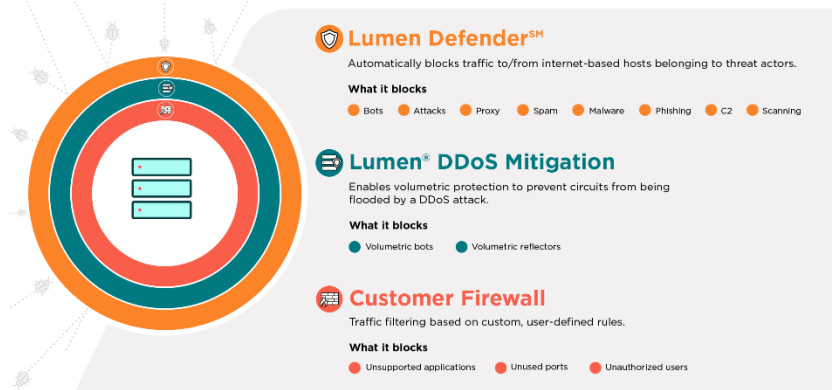 Lumen Defender℠
Automatically blocks traffic to/from internet-based hosts belonging to threat actors.
What it blocks
Bots Attacks Proxy Spam Malware Phishing C2 Scanning
Lumen® DDoS Mitigation
Enables volumetric protection to prevent circuits from being
flooded by a DDoS attack.
What it blocks
Volumetric bots Volumetric reflectors
Customer Firewall
Traffic filtering based on custom, user-defined rules.
What it blocks
Unsupported applications Unused ports Unauthorized users